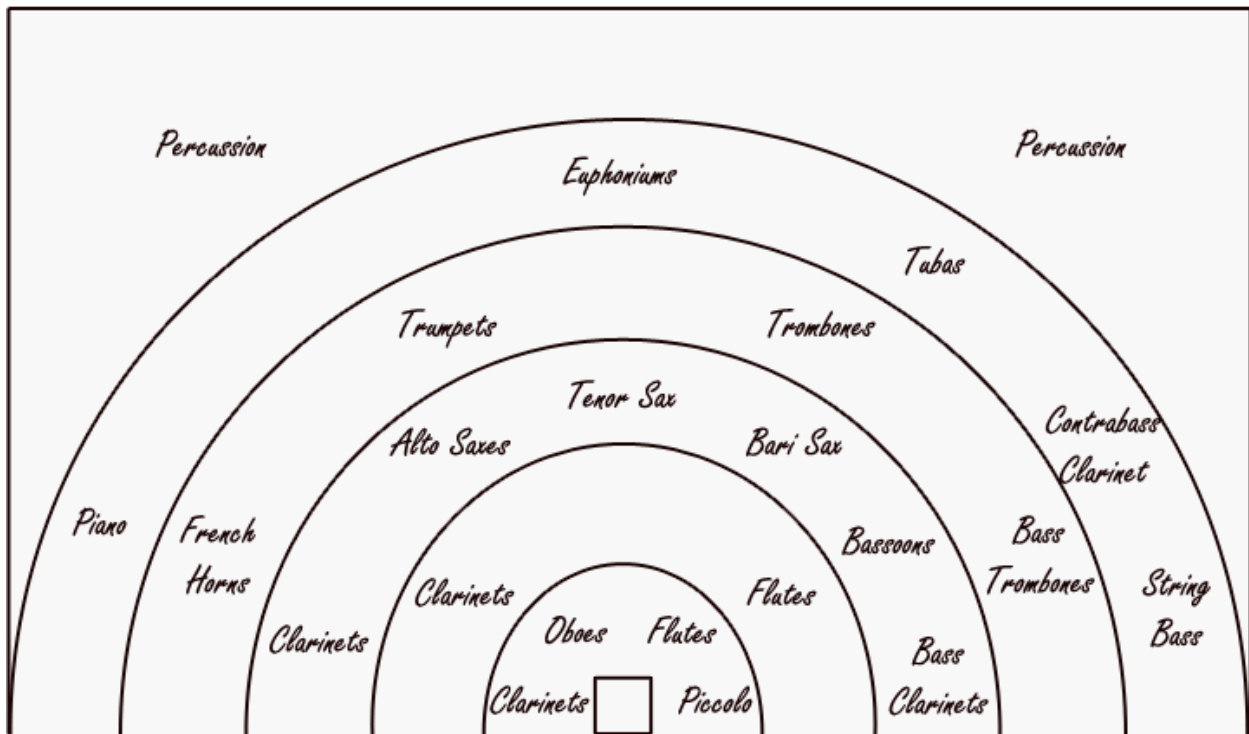 Percussion
Percussion
Euphoniums
Tubas
Trumpets
Trombones
Tenor Sax
Alto Saxes
Bari Sax
Contrabass
Clarinet
Piano
French
Horns
Bassoons
Bass
Trombones
Clarinets
Flutes
String
Bass
Clarinets
Oboes
Flutes
Bass
Clarinets
Clarinets
Piccolo